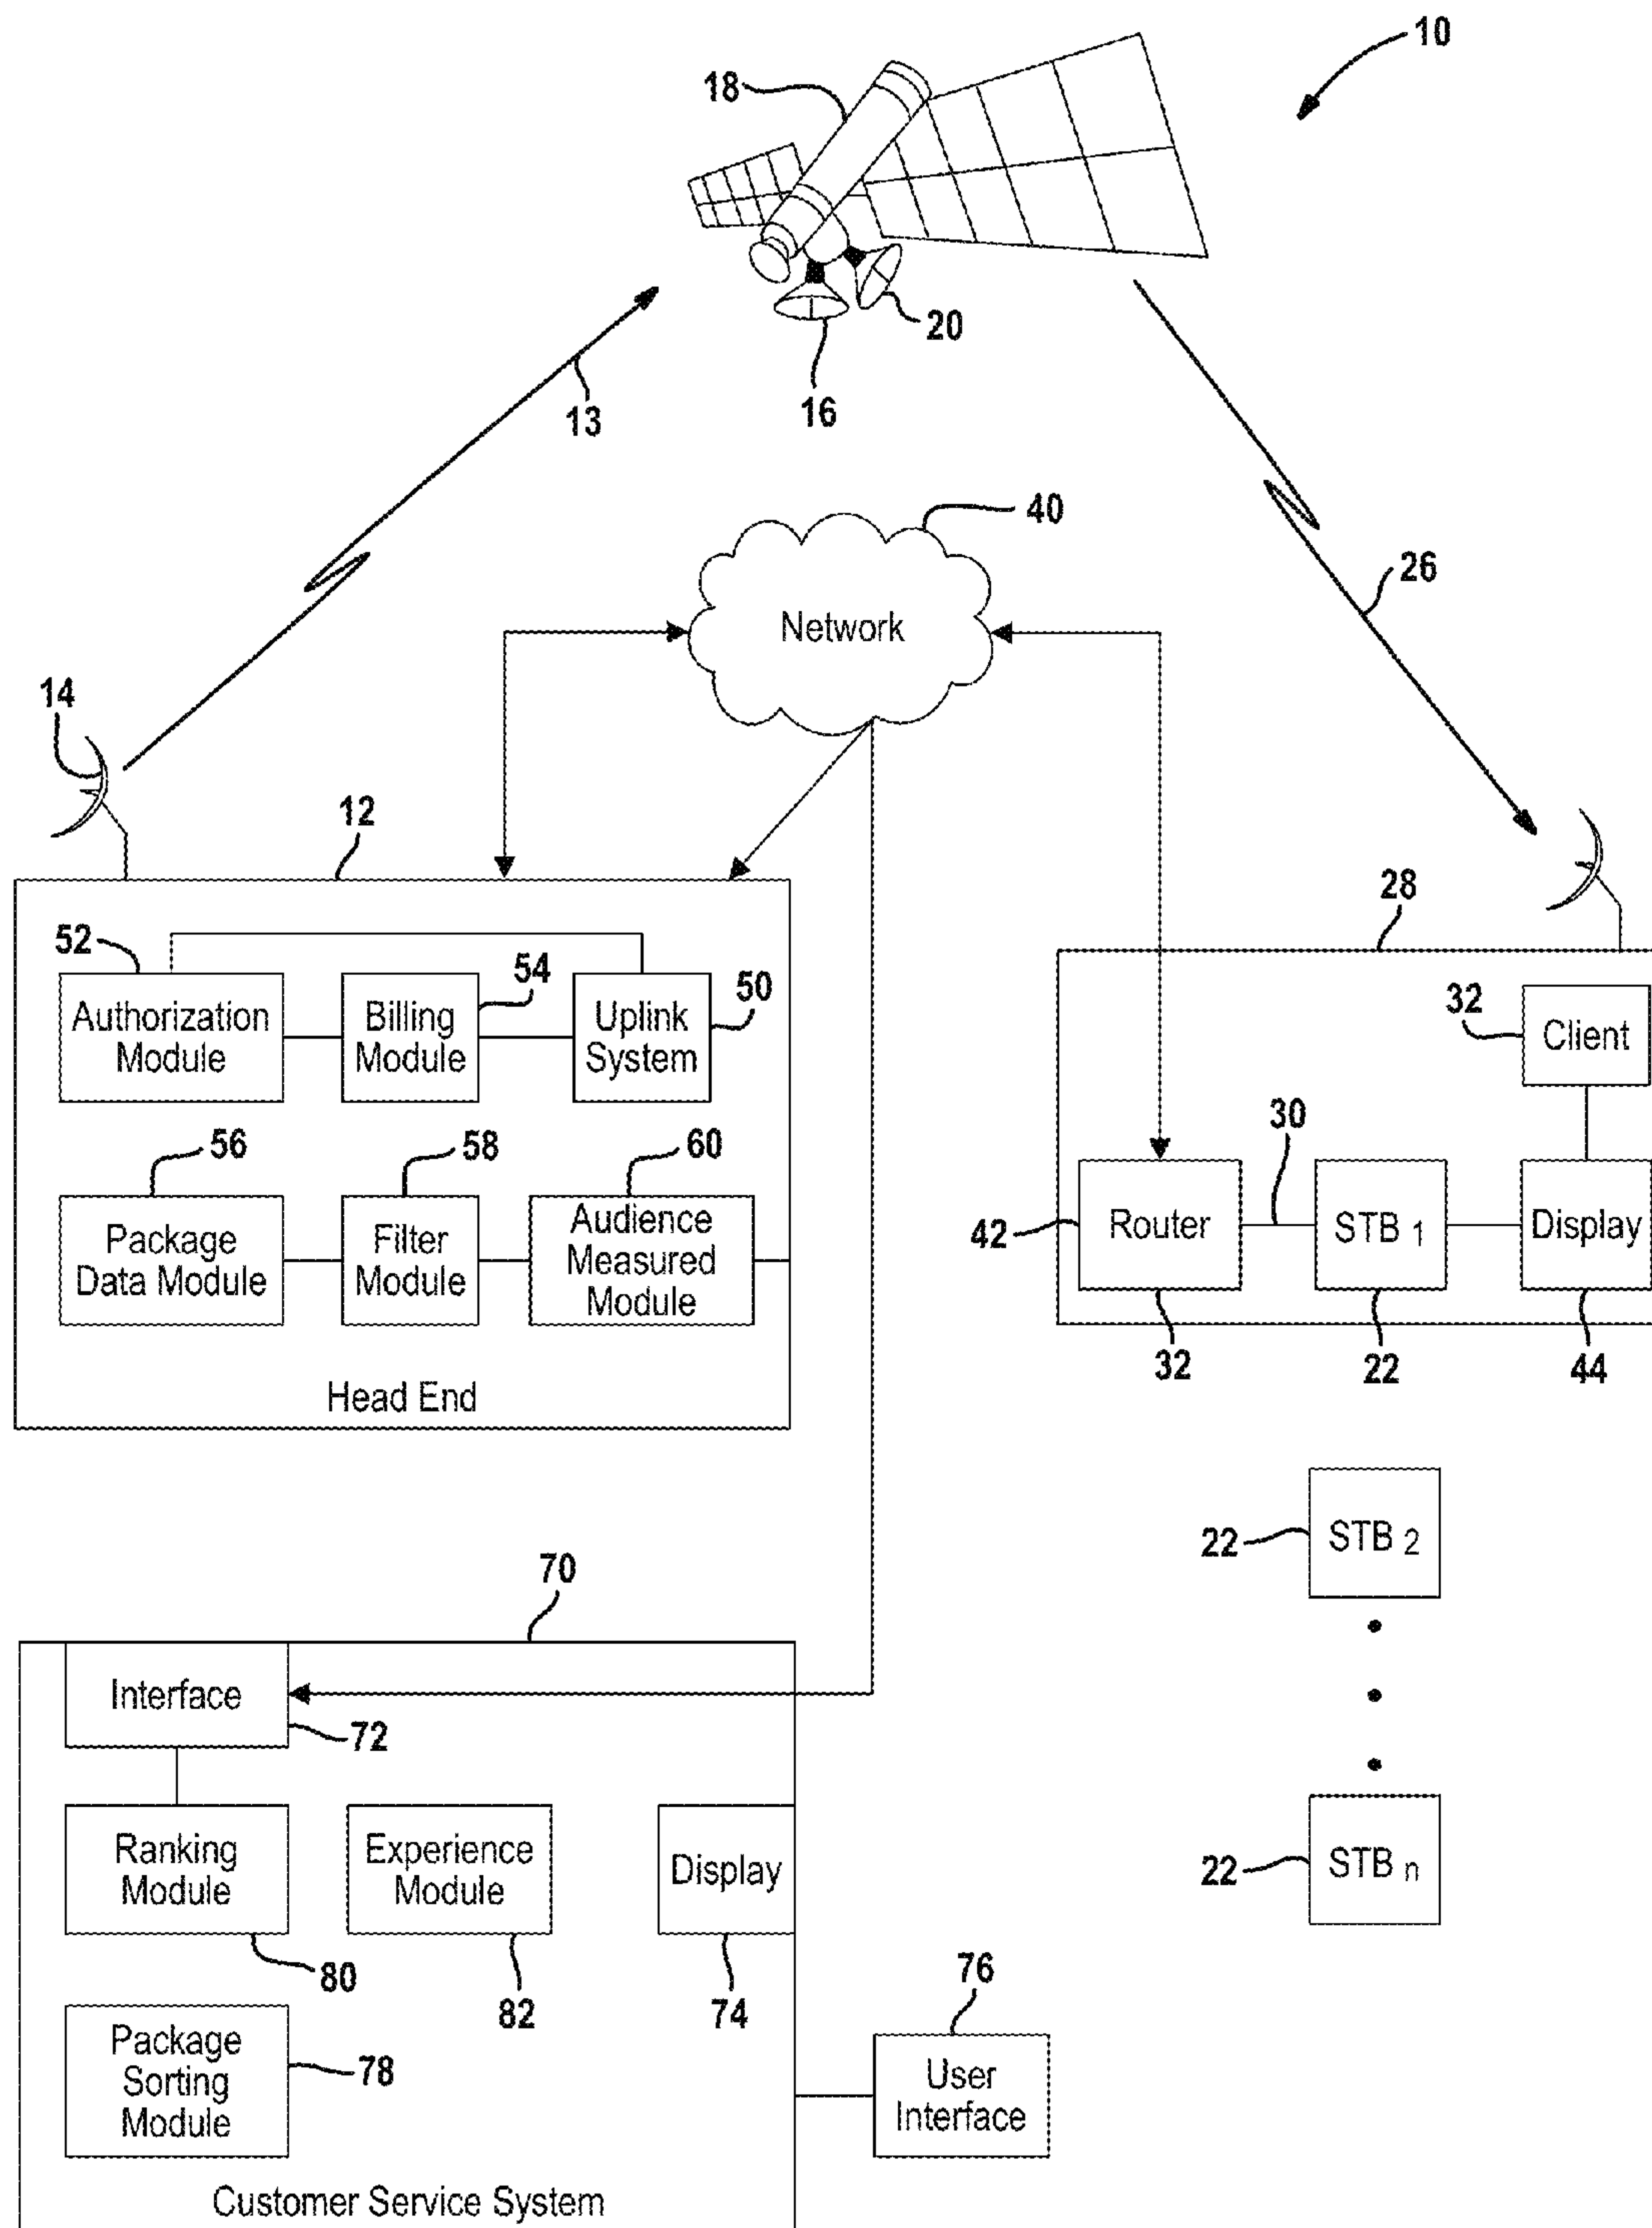 10
18
20
16
13
40
Network
26
14
12
28
52
54
50
Authorization
Module
Billing
Module
Uplink
System
32
Client
56
58
60
30
Package
Data Module
Filter
Module
Audience
Measured
Module
42
Router
STB 1
Display
32
22
44
Head End
22
STB 2
70
Interface
72
Ranking
Module
Experience
Module
Display
22
STB n
80
82
74
76
Package
Sorting
Module
78
User
Interface
Customer Service System